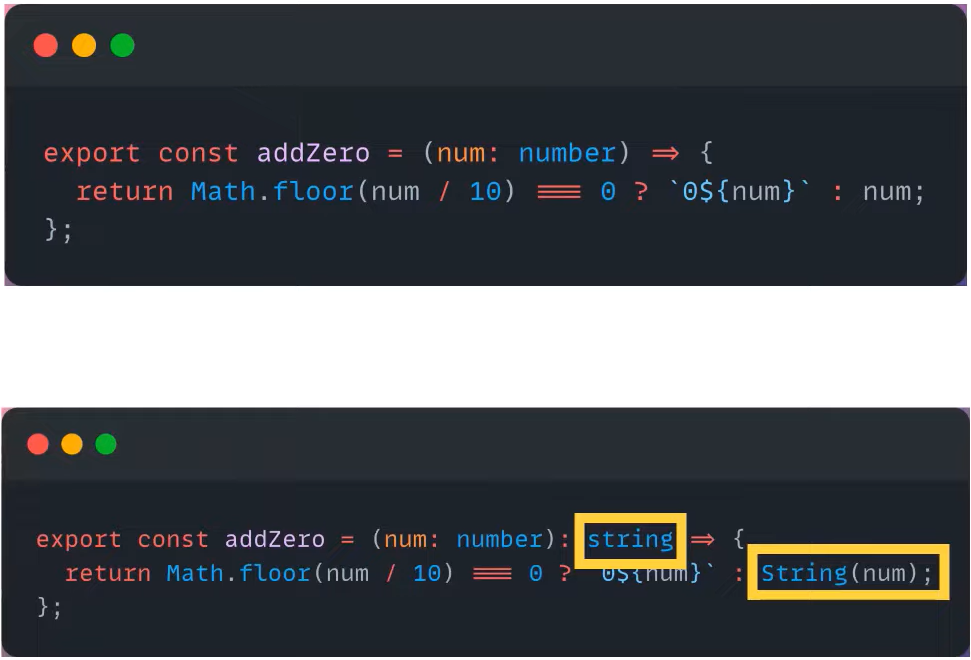 export const addZero = (num: number) => {
return Math.floor(num / 10) === 0 ? `0${num}` : num;
};
export const addZero = (num: number): string => {
return Math.floor(num / 10) === 0 ? `0${num}` : String(num);
};